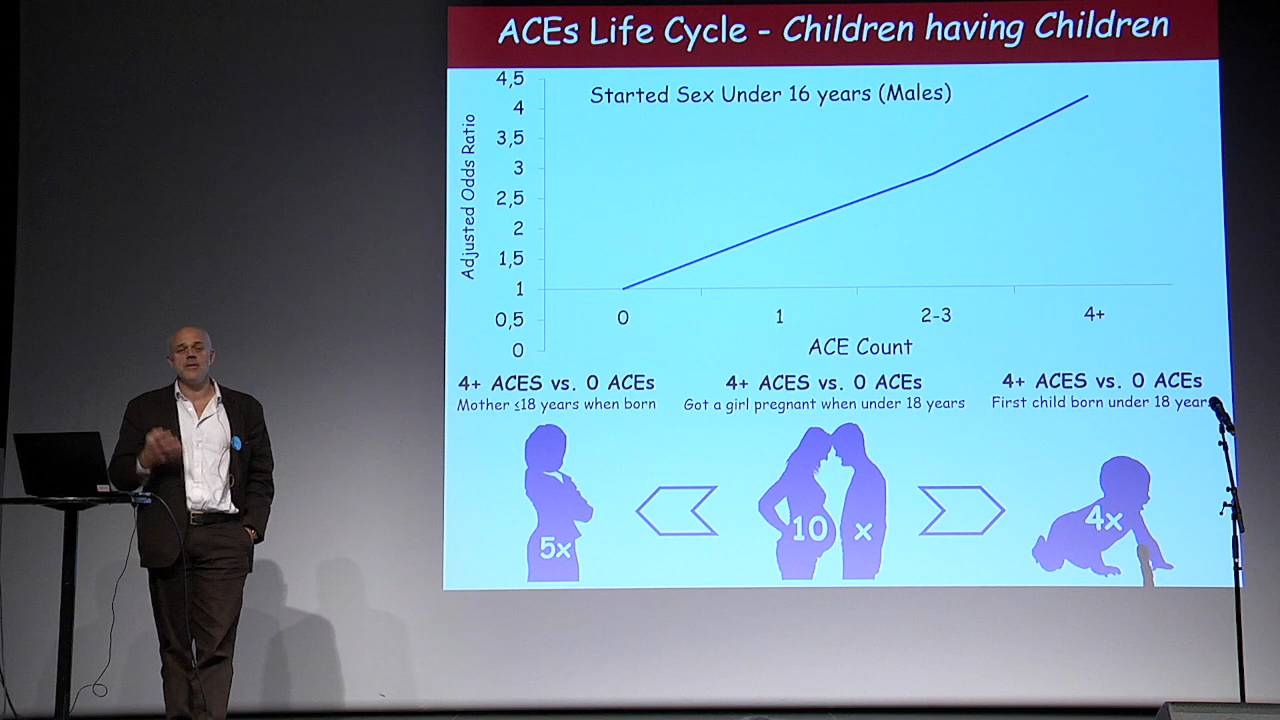 ACEs Life Cycle - Children having Children
Started Sex Under 16 years (Males)
Adjusted Odds Ratio
4,5
4
3,5
3
2,5
2
1,5
1
0,5
0
0 1 2-3 4+
ACE Count
4+ ACES vs. 0 ACEs
Mother ≤18 years when born
5x
4+ ACES vs. 0 ACEs
Got a girl pregnant when under 18 years
10 x
4+ ACES vs. 0 ACEs
First child born under 18 years
4x